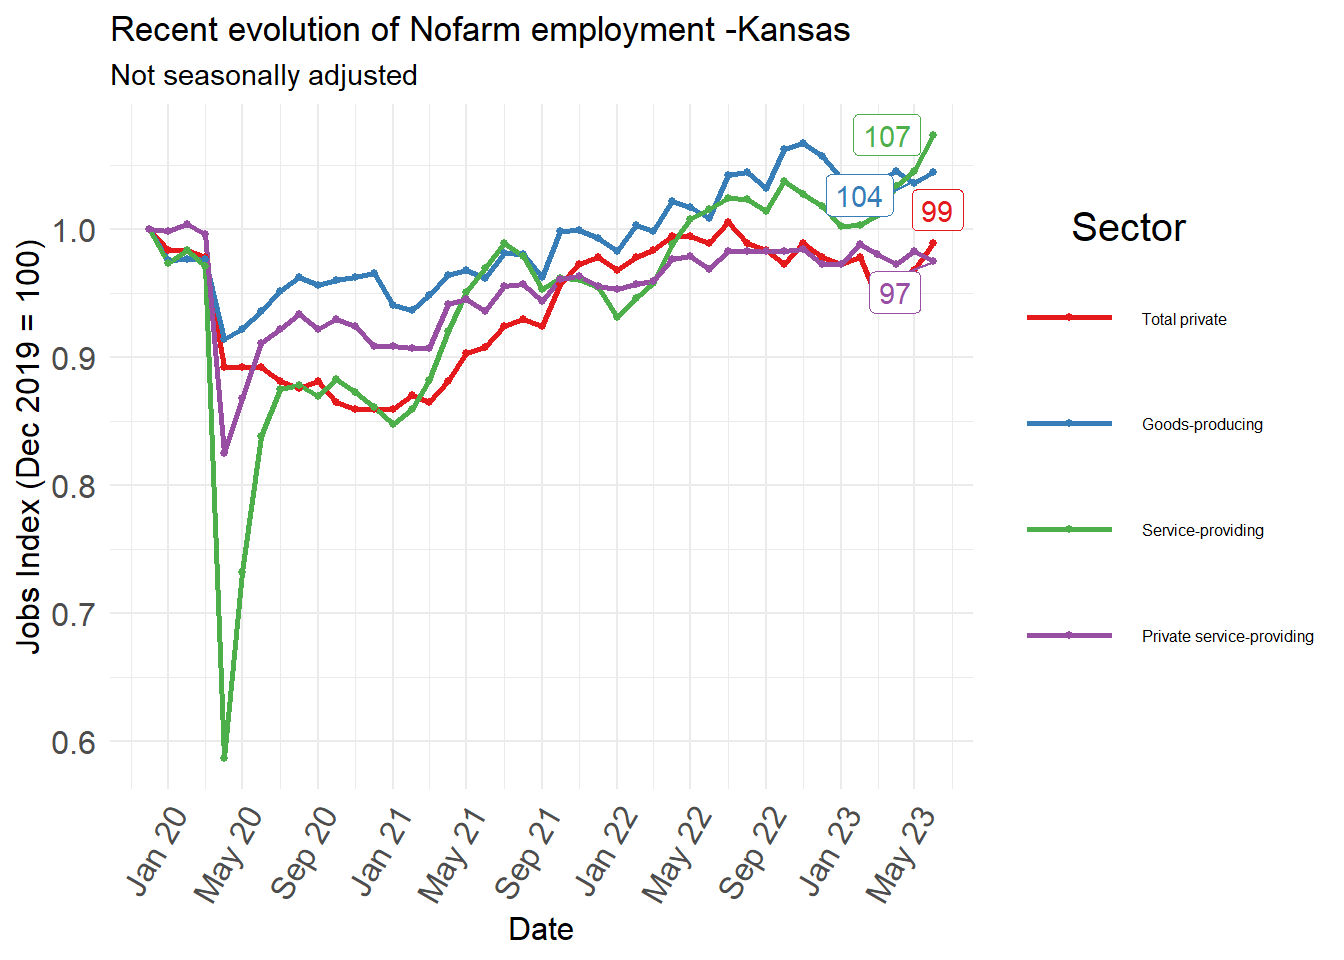 Recent evolution of Nofarm employment -Kansas
Not seasonally adjusted
Jobs Index (Dec 2019 = 100)
1.0
0.9
0.8
0.7
0.6
107
104
99
97
Jan 20
May 20
Sep 20
Jan 21
May 21
Sep 21
Jan 22
May 22
Sep 22
Jan 23
May 23
Date
Sector
Total private
Goods-producing
Service-providing
Private service-providing